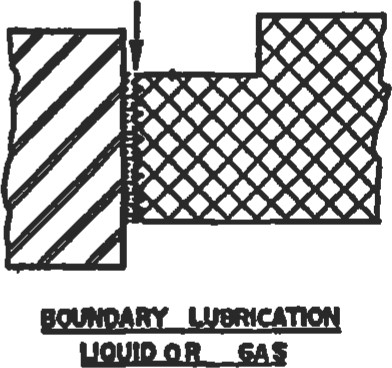 BOUNDARY LUBRICATION
LIQUID OR GAS